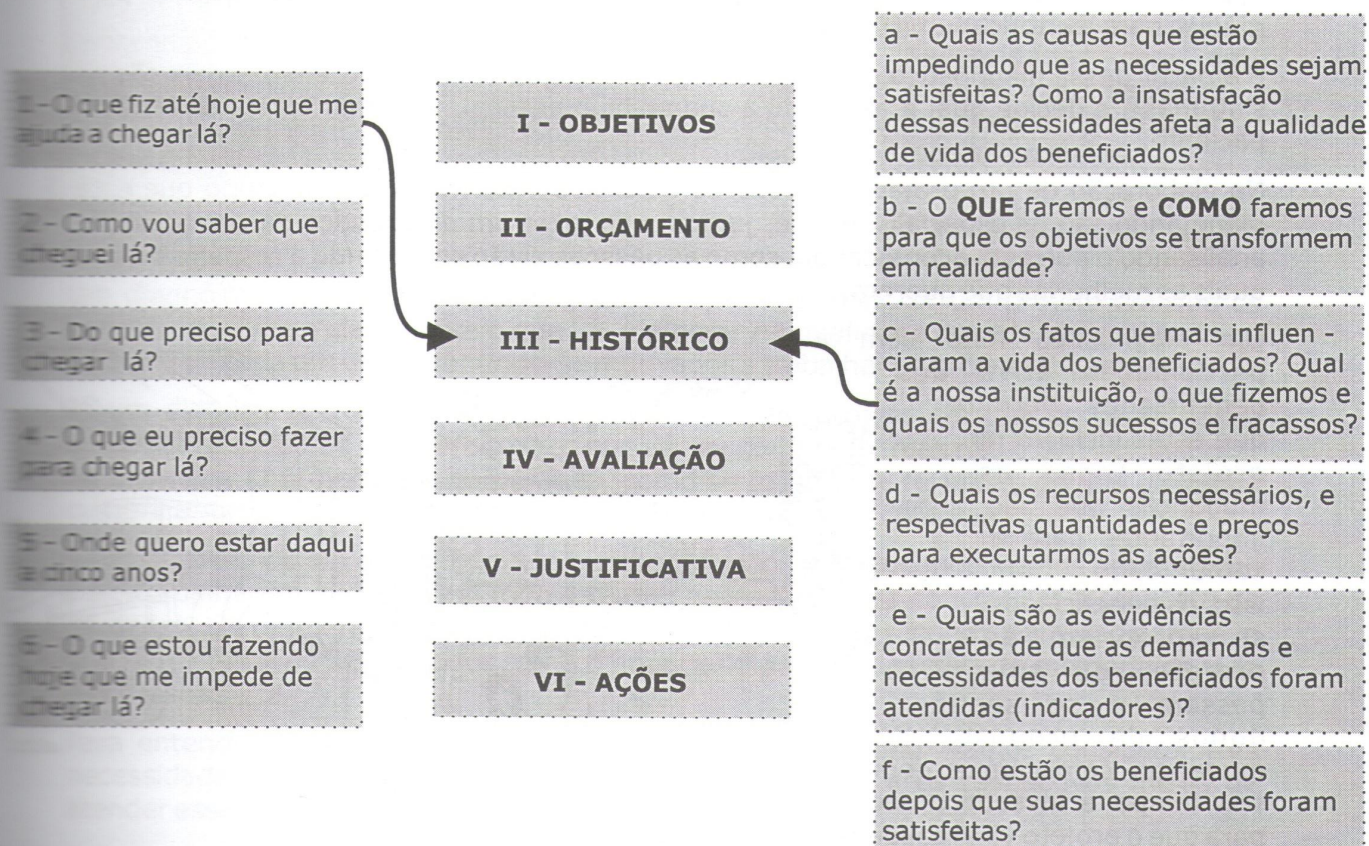 1 - O que fiz até hoje que me
ajuda a chegar lá?
2 - Como vou saber que
cheguei lá?
3 - Do que preciso para
chegar lá?
4 - O que eu preciso fazer
para chegar lá?
5 - Onde quero estar daqui
a cinco anos?
6 - O que estou fazendo
hoje que me impede de
chegar lá?
I - OBJETIVOS
II - ORÇAMENTO
III - HISTÓRICO
IV - AVALIAÇÃO
V - JUSTIFICATIVA
VI - AÇÕES
a - Quais as causas que estão
impedindo que as necessidades sejam
satisfeitas? Como a insatisfação
dessas necessidades afeta a qualidade
de vida dos beneficiados?
b - O QUE faremos e COMO faremos
para que os objetivos se transformem
em realidade?
c - Quais os fatos que mais influen -
ciaram a vida dos beneficiados? Qual
é a nossa instituição, o que fizemos e
quais os nossos sucessos e fracassos?
d - Quais os recursos necessários, e
respectivas quantidades e preços
para executarmos as ações?
e - Quais são as evidências
concretas de que as demandas e
necessidades dos beneficiados foram
atendidas (indicadores)?
f - Como estão os beneficiados
depois que suas necessidades foram
satisfeitas?